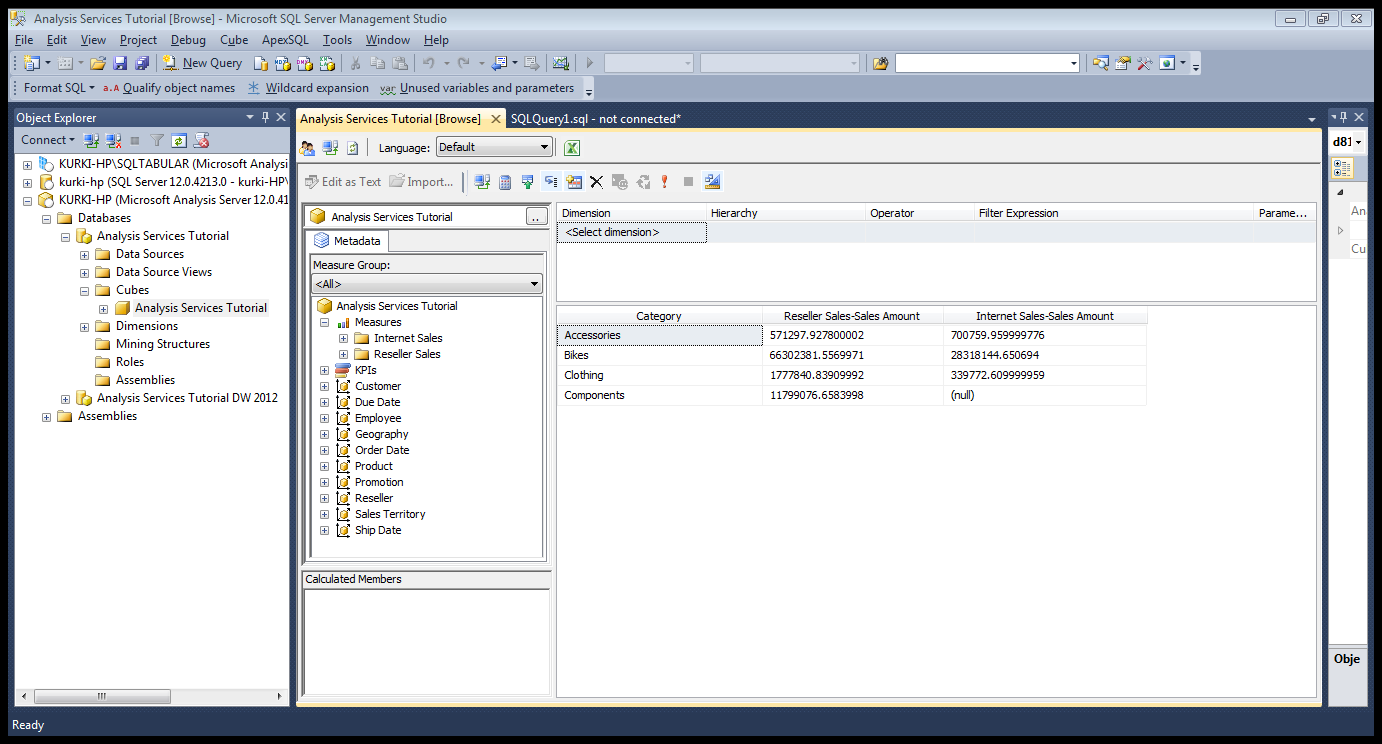 Analysis Services Tutorial [Browse] - Microsoft SQL Server Management Studio
File Edit View Project Debug Cube ApexSQL Tools Window Help
New Query
Format SQL a.A Qualify object names Wildcard expansion var Unused variables and parameters
Object Explorer
Connect
KURKI-HP\SQLTABULAR (Microsoft Analysi
kurki-hp (SQL Server 12.0.4213.0 - kurki-HP\
KURKI-HP (Microsoft Analysis Server 12.0.41
Databases
Analysis Services Tutorial
Data Sources
Data Source Views
Cubes
Analysis Services Tutorial
Dimensions
Mining Structures
Roles
Assemblies
Analysis Services Tutorial DW 2012
Assemblies
Analysis Services Tutorial [Browse] SQLQuery1.sql - not connected*
Language: Default
Edit as Text Import...
Analysis Services Tutorial ..
Metadata
Measure Group:
<All>
Analysis Services Tutorial
Measures
Internet Sales
Reseller Sales
KPIs
Customer
Due Date
Employee
Geography
Order Date
Product
Promotion
Reseller
Sales Territory
Ship Date
Calculated Members
Dimension Hierarchy Operator Filter Expression Parame...
<Select dimension>
Category Reseller Sales-Sales Amount Internet Sales-Sales Amount
Accessories 571297.927800002 700759.959999776
Bikes 66302381.5569971 28318144.650694
Clothing 1777840.83909992 339772.609999959
Components 11799076.6583998 (null)
d81
An
Cu
Obje
Ready